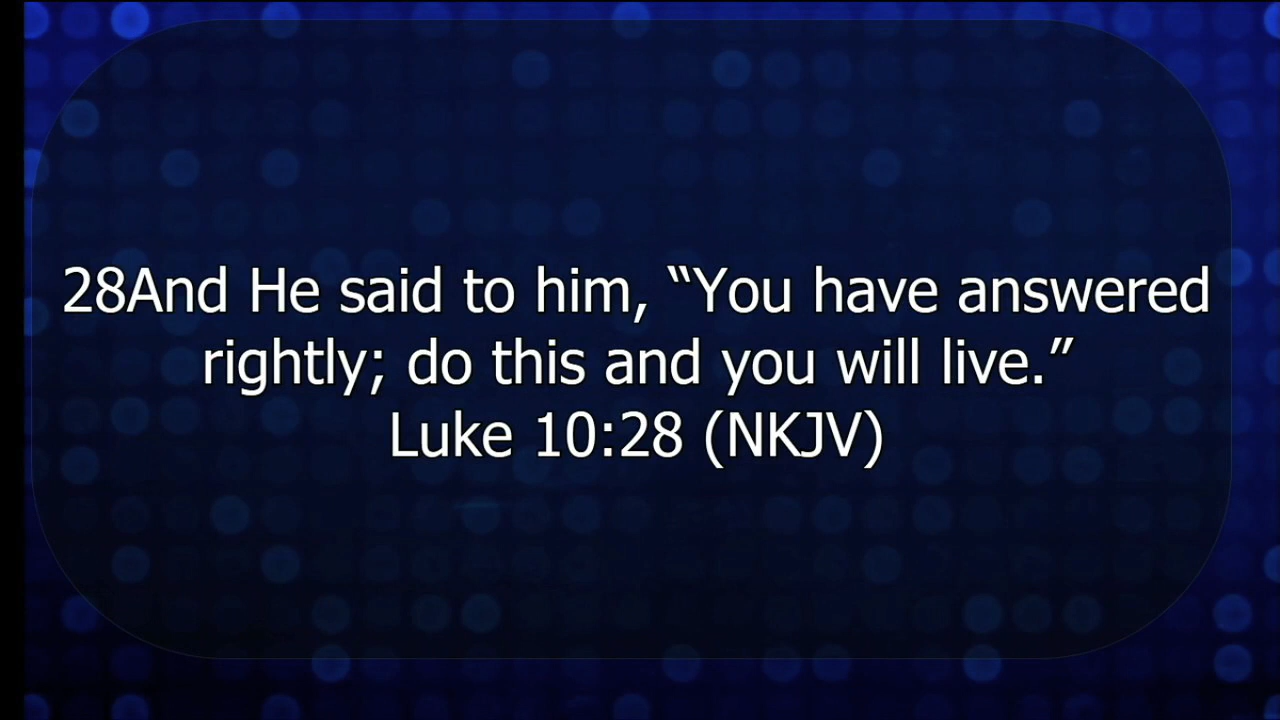 28And He said to him, “You have answered
rightly; do this and you will live.”
Luke 10:28 (NKJV)